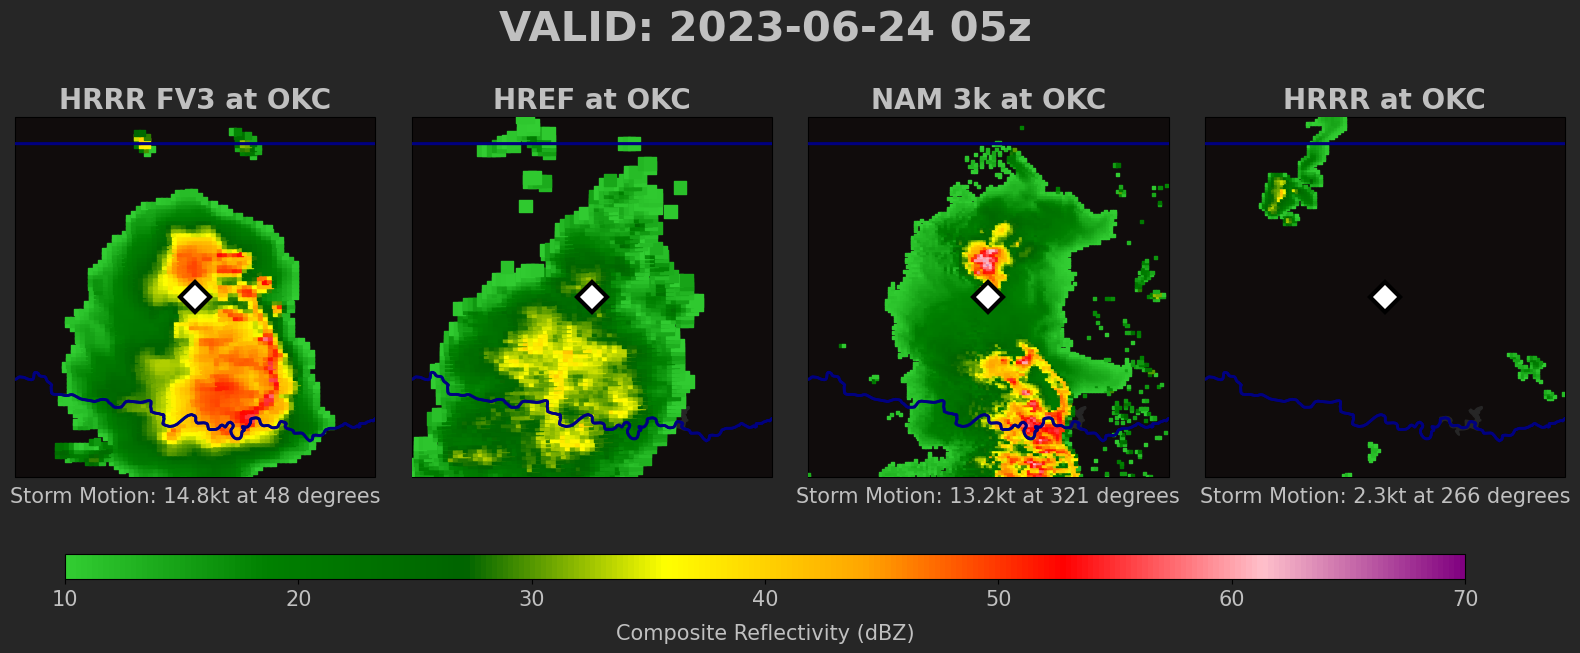 VALID: 2023-06-24 05z
HRRR FV3 at OKC
HREF at OKC
NAM 3k at OKC
HRRR at OKC
Storm Motion: 14.8kt at 48 degrees
Storm Motion: 13.2kt at 321 degrees
Storm Motion: 2.3kt at 266 degrees
10 20 30 40 50 60 70
Composite Reflectivity (dBZ)